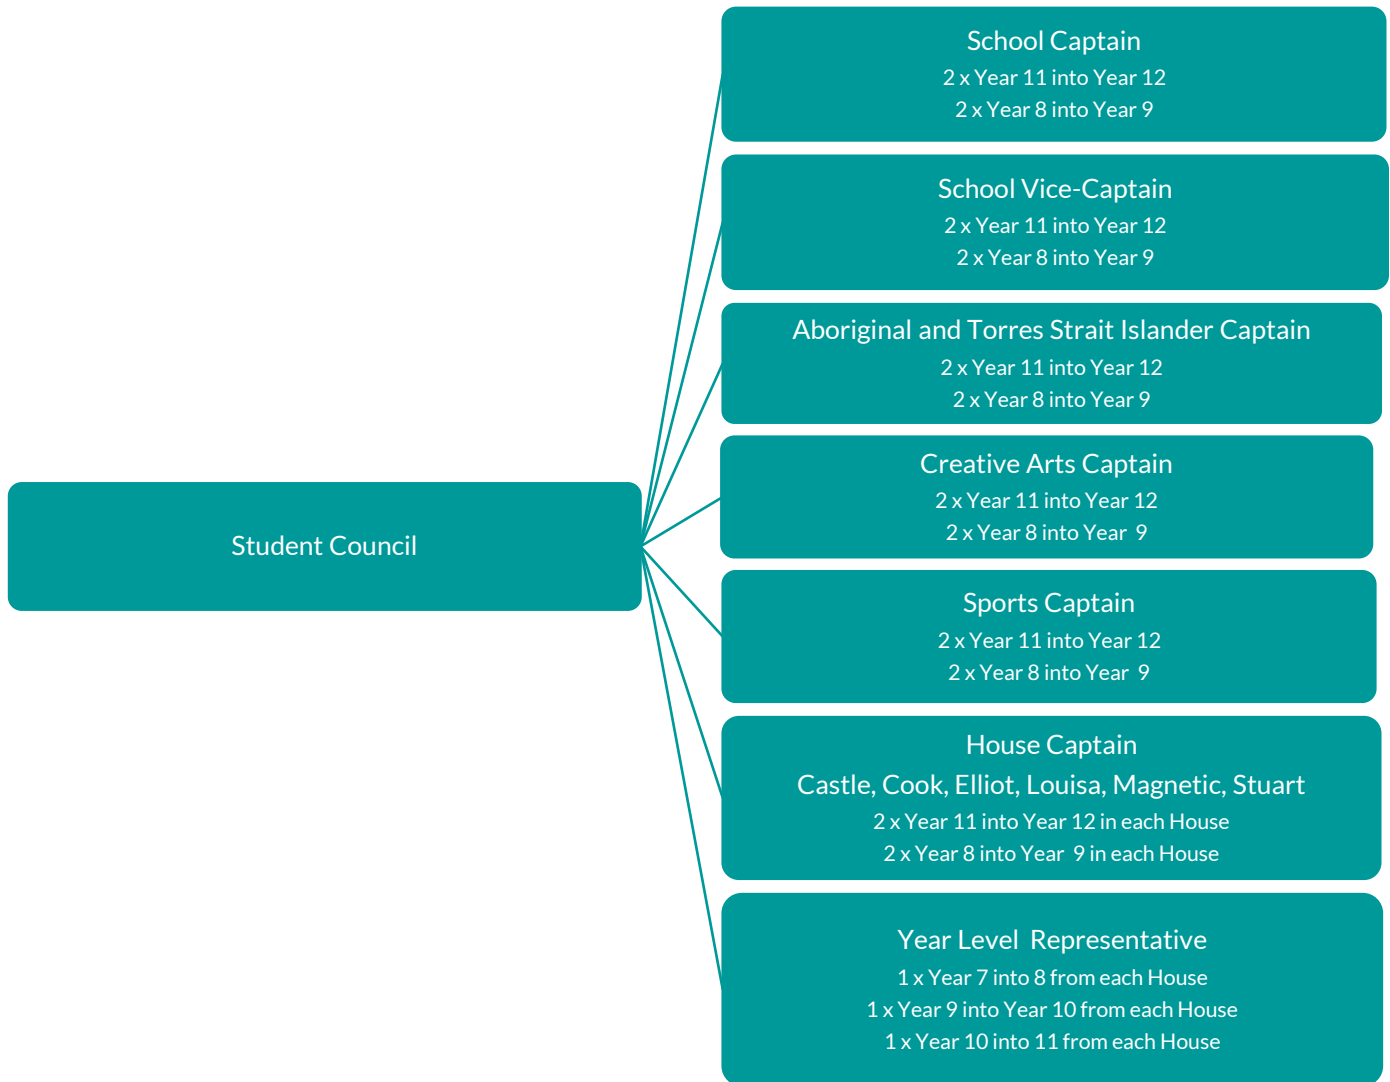 School Captain
2 x Year 11 into Year 12
2 x Year 8 into Year 9
School Vice-Captain
2 x Year 11 into Year 12
2 x Year 8 into Year 9
Aboriginal and Torres Strait Islander Captain
2 x Year 11 into Year 12
2 x Year 8 into Year 9
Creative Arts Captain
2 x Year 11 into Year 12
2 x Year 8 into Year  9
Student Council
Sports Captain
2 x Year 11 into Year 12
2 x Year 8 into Year  9
House Captain
Castle, Cook, Elliot, Louisa, Magnetic, Stuart
2 x Year 11 into Year 12 in each House
2 x Year 8 into Year  9 in each House
Year Level  Representative
1 x Year 7 into 8 from each House
1 x Year 9 into Year 10 from each House
1 x Year 10 into 11 from each House